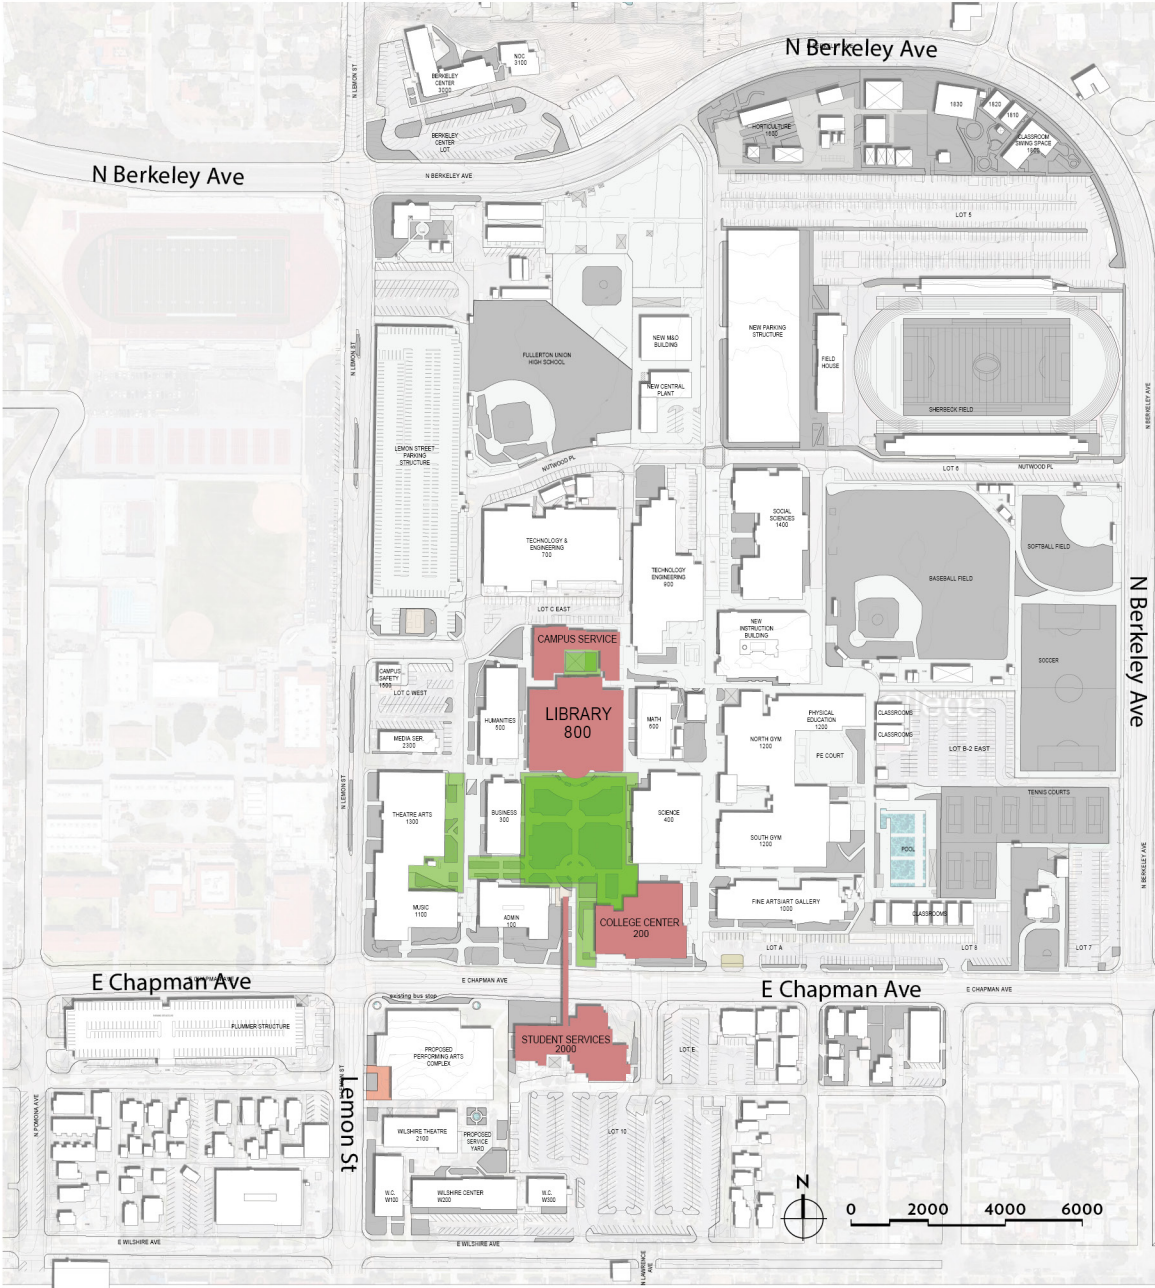 N Berkeley Ave
NOC
3100
BERKELEY
CENTER
3000
N LEMON ST
HORTICULTURE
1600
1830
1820
1810
CLASSROOM
SWING SPACE
BERKELEY
CENTER
LOT
N Berkeley Ave
N BERKELEY AVE
LOT 5
NEW PARKING
STRUCTURE
NEW M&O
BUILDING
FULLERTON UNION
HIGH SCHOOL
FIELD
HOUSE
N LEMON ST
NEW CENTRAL
PLANT
SHERBECK FIELD
N BERKELEY AVE
LEMON STREET
PARKING
STRUCTURE
NUTWOOD PL
LOT 6
NUTWOOD PL
SOCIAL
SCIENCES
1400
TECHNOLOGY &
ENGINEERING
700
SOFTBALL FIELD
TECHNOLOGY
ENGINEERING
900
BASEBALL FIELD
N Berkeley Ave
LOT C EAST
NEW
INSTRUCTION
BUILDING
CAMPUS SERVICE
SOCCER
CAMPUS
SAFETY
1500
LOT C WEST
LIBRARY
800
HUMANITIES
500
MATH
600
PHYSICAL
EDUCATION
1200
CLASSROOMS
CLASSROOMS
MEDIA SER.
2300
NORTH GYM
1200
PE COURT
LOT B-2 EAST
N LEMON ST
TENNIS COURTS
THEATRE ARTS
1300
BUSINESS
300
SCIENCE
400
SOUTH GYM
1200
POOL
N BERKELEY AVE
MUSIC
1100
ADMIN
100
COLLEGE CENTER
200
FINE ARTS/ART GALLERY
1000
CLASSROOMS
LOT A
LOT 8
LOT 7
E Chapman Ave
E CHAPMAN AVE
E Chapman Ave
E CHAPMAN AVE
existing bus stop
PLUMMER STRUCTURE
PROPOSED
PERFORMING ARTS
COMPLEX
STUDENT SERVICES
2000
LOT E
Lemon St
N POMONA AVE
WILSHIRE THEATRE
2100
PROPOSED
SERVICE
YARD
LOT 10
W.C.
W100
WILSHIRE CENTER
W200
W.C.
W300
N
0 2000 4000 6000
E WILSHIRE AVE
E WILSHIRE AVE
N LAWRENCE
AVE